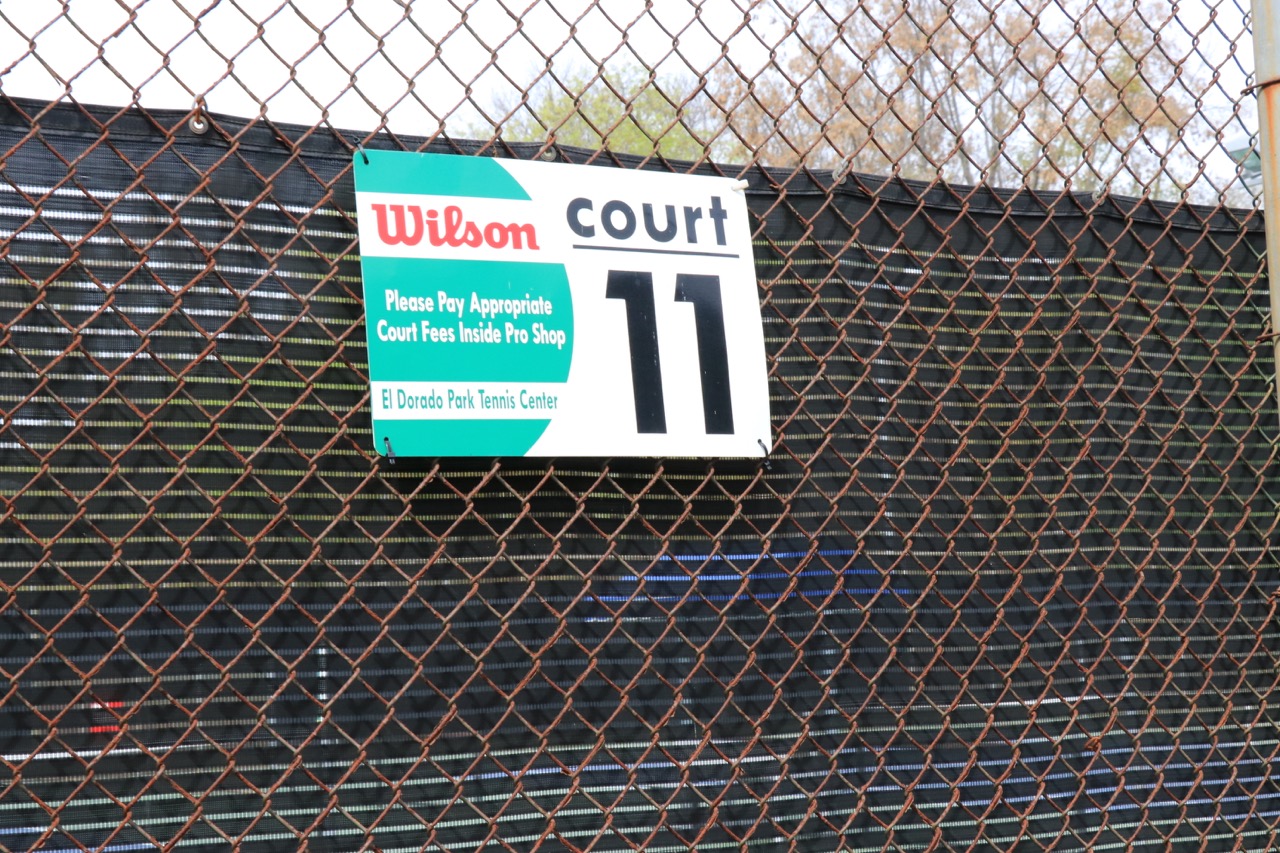 Wilson
Please Pay Appropriate
Court Fees Inside Pro Shop
El Dorado Park Tennis Center
court
11